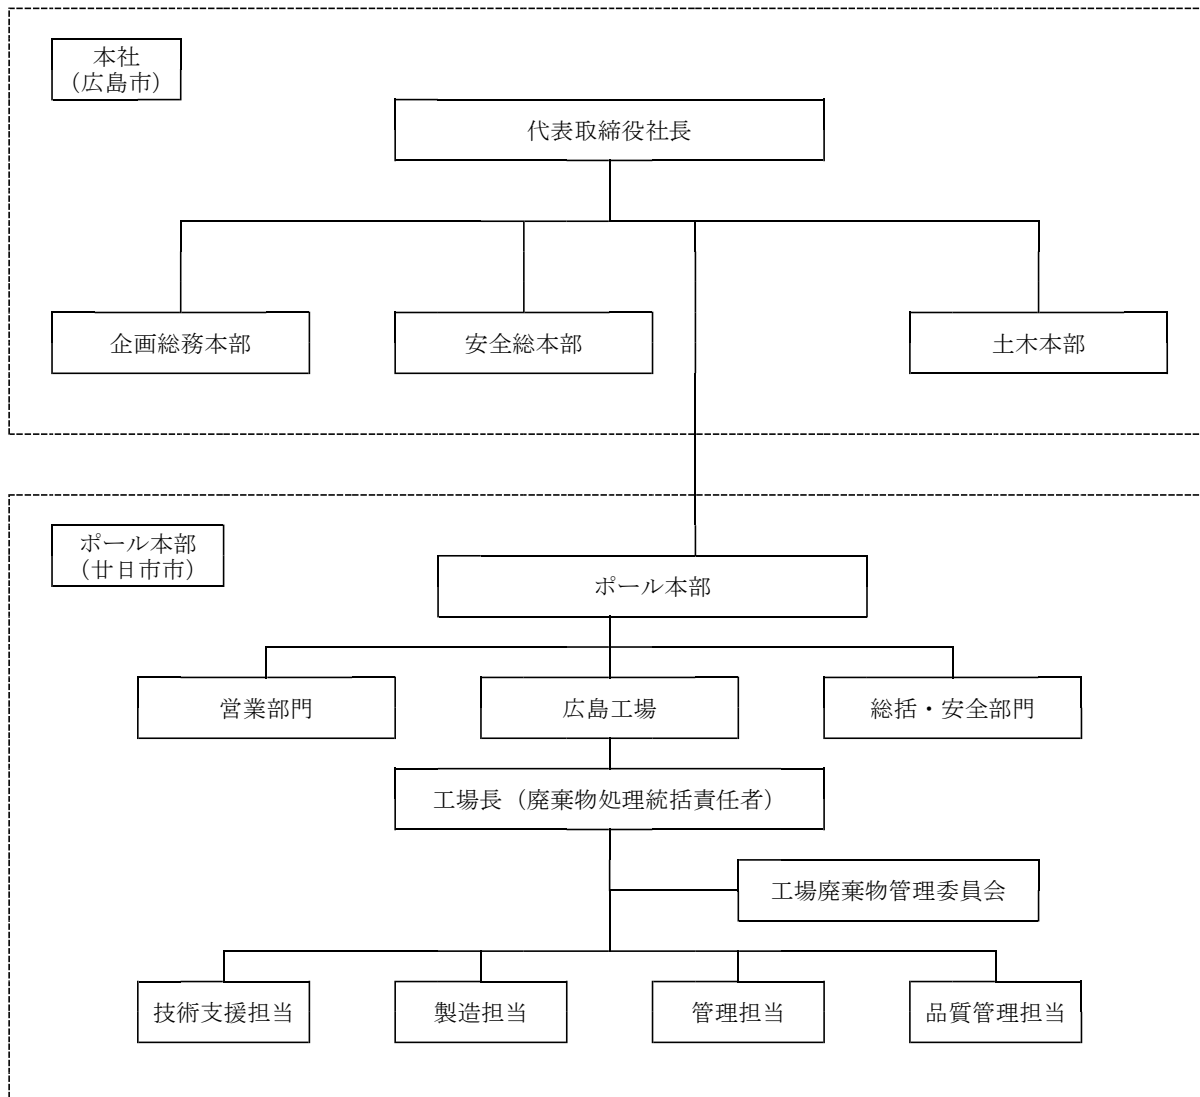 本社
(広島市)
代表取締役社長
企画総務本部
安全総本部
土木本部
ポール本部
(廿日市市)
ポール本部
営業部門
広島工場
総括・安全部門
工場長（廃棄物処理統括責任者）
工場廃棄物管理委員会
技術支援担当
製造担当
管理担当
品質管理担当